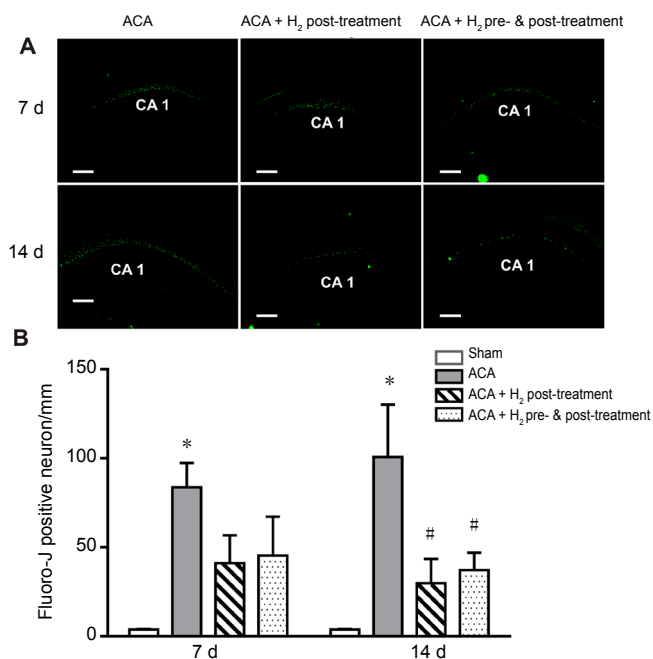 ACA
ACA + H2 post-treatment
ACA + H2 pre- & post-treatment
A
7 d
CA 1
CA 1
CA 1
14 d
CA 1
CA 1
CA 1
B
Fluoro-J positive neuron/mm
150
100
50
0
*
*
#
#
7 d
14 d
Sham
ACA
ACA + H2 post-treatment
ACA + H2 pre- & post-treatment